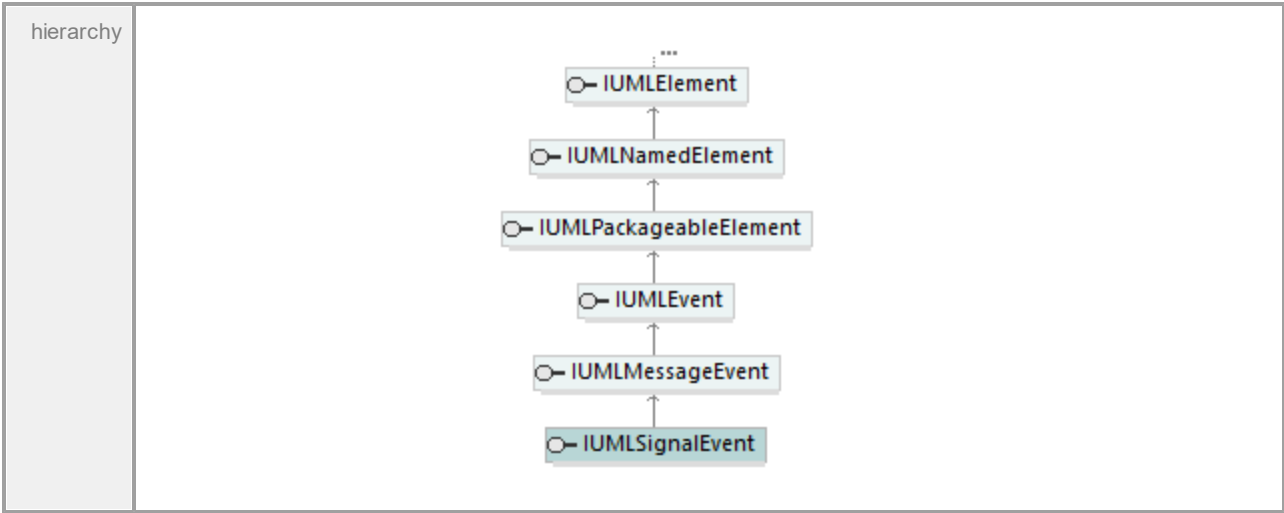 hierarchy
...
IUMLElement
IUMLNamedElement
IUMLPackageableElement
IUMLEvent
IUMLMessageEvent
IUMLSignalEvent